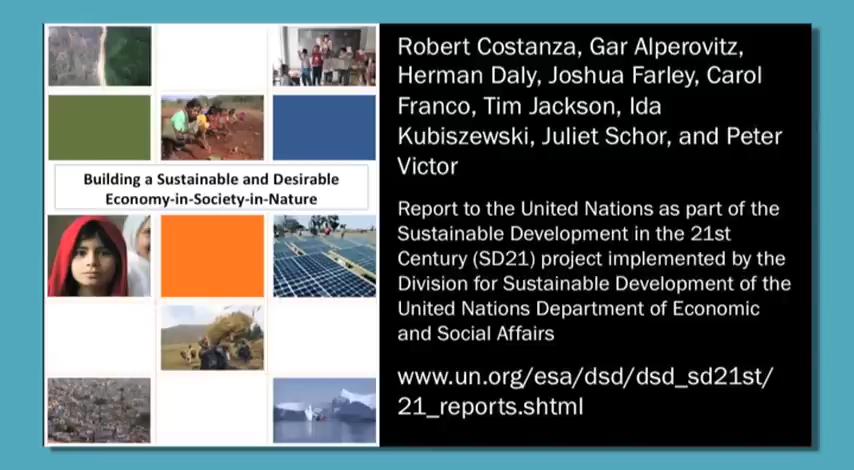 Building a Sustainable and Desirable
Economy-in-Society-in-Nature
Robert Costanza, Gar Alperovitz,
Herman Daly, Joshua Farley, Carol
Franco, Tim Jackson, Ida
Kubiszewski, Juliet Schor, and Peter
Victor
Report to the United Nations as part of the
Sustainable Development in the 21st
Century (SD21) project implemented by the
Division for Sustainable Development of the
United Nations Department of Economic
and Social Affairs
www.un.org/esa/dsd/dsd_sd21st/
21_reports.shtml